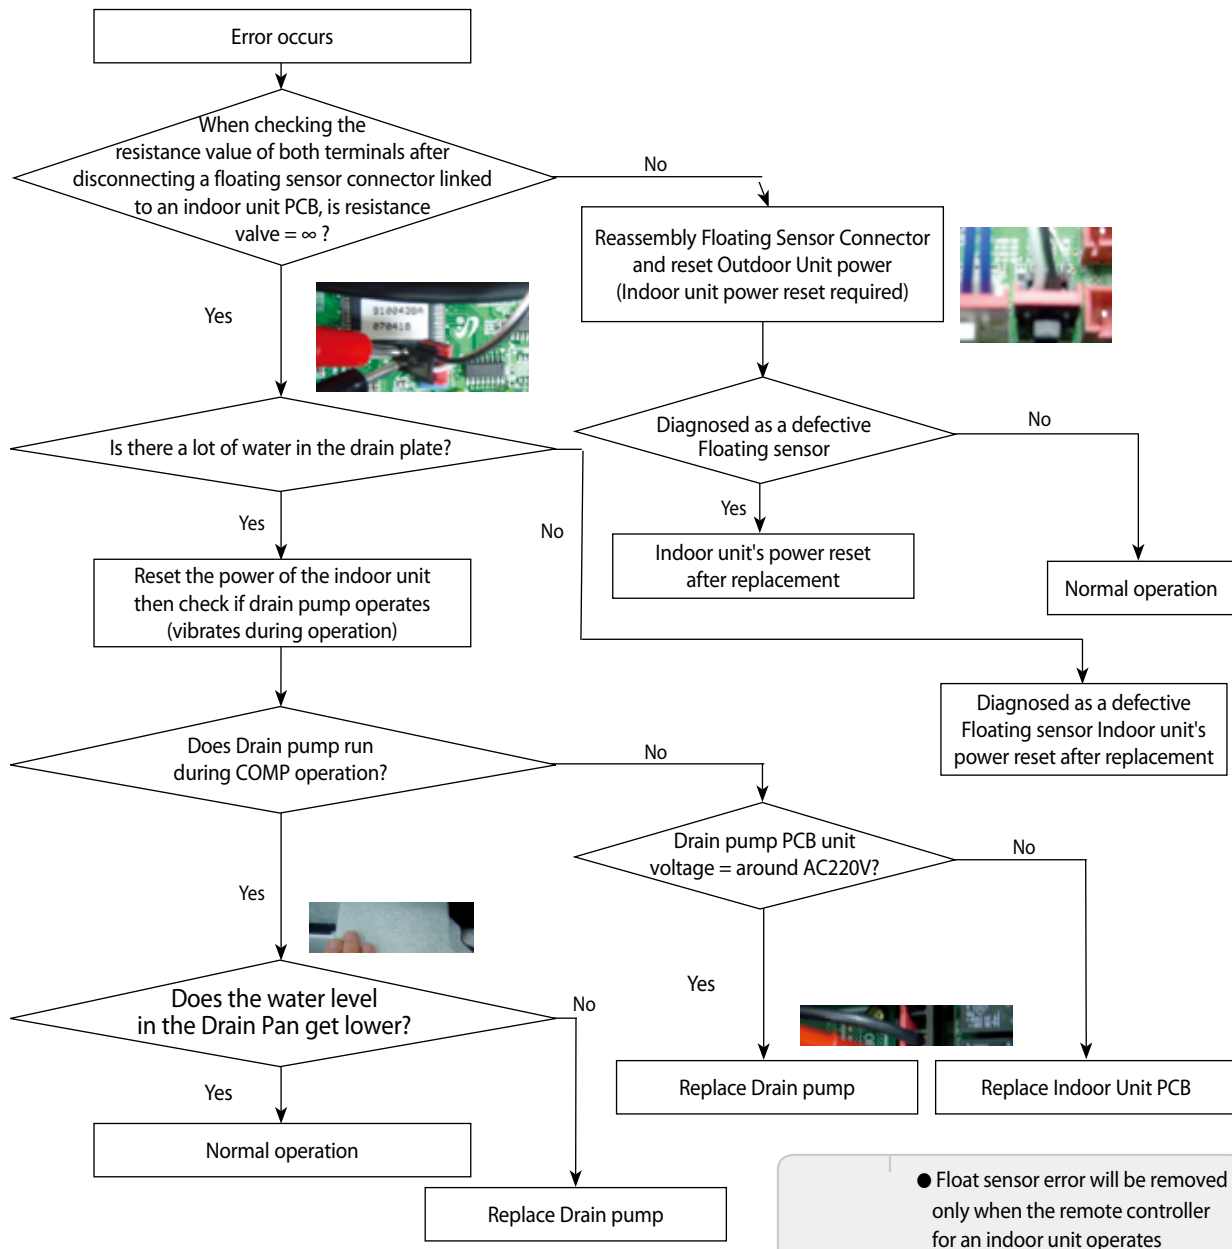 Error occurs
When checking the
resistance value of both terminals after
disconnecting a floating sensor connector linked
to an indoor unit PCB, is resistance
valve = ∞ ?
No
Reassembly Floating Sensor Connector
and reset Outdoor Unit power
(Indoor unit power reset required)
Yes
070418
Is there a lot of water in the drain plate?
Diagnosed as a defective
Floating sensor
No
Yes
Yes
No
Indoor unit's power reset
after replacement
Normal operation
Reset the power of the indoor unit
then check if drain pump operates
(vibrates during operation)
Diagnosed as a defective
Floating sensor Indoor unit's
power reset after replacement
Does Drain pump run
during COMP operation?
No
Drain pump PCB unit
voltage = around AC220V?
No
Yes
Yes
Does the water level
in the Drain Pan get lower?
No
Replace Drain pump
Replace Indoor Unit PCB
Yes
Normal operation
Replace Drain pump
● Float sensor error will be removed
only when the remote controller
for an indoor unit operates